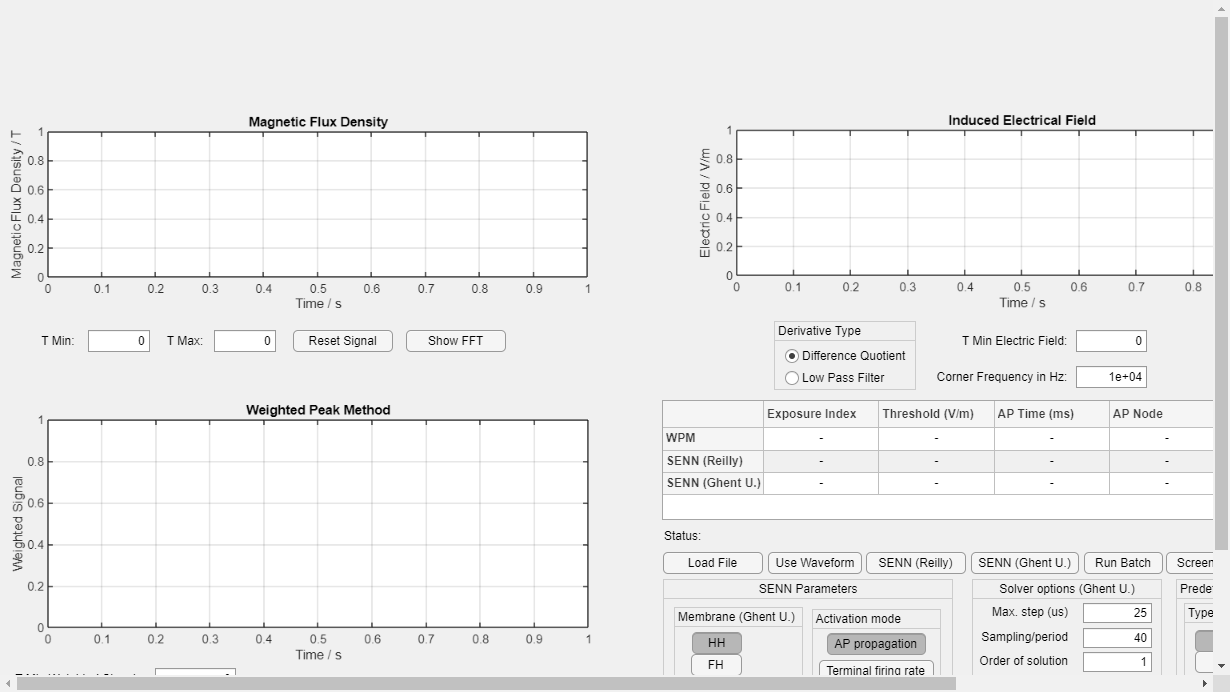 Magnetic Flux Density
Magnetic Flux Density / T
1
0.8
0.6
0.4
0.2
0
0 0.1 0.2 0.3 0.4 0.5 0.6 0.7 0.8 0.9 1
Time / s
T Min: 0 T Max: 0 Reset Signal Show FFT
Weighted Peak Method
Weighted Signal
1
0.8
0.6
0.4
0.2
0
0 0.1 0.2 0.3 0.4 0.5 0.6 0.7 0.8 0.9 1
Time / s
Induced Electrical Field
Electric Field / V/m
1
0.8
0.6
0.4
0.2
0
0 0.1 0.2 0.3 0.4 0.5 0.6 0.7 0.8
Time / s
Derivative Type
Difference Quotient
Low Pass Filter
T Min Electric Field: 0
Corner Frequency in Hz: 1e+04
Exposure Index Threshold (V/m) AP Time (ms) AP Node
WPM - - - -
SENN (Reilly) - - - -
SENN (Ghent U.) - - - -
Status:
Load File Use Waveform SENN (Reilly) SENN (Ghent U.) Run Batch Screen
SENN Parameters
Membrane (Ghent U.)
HH
FH
Activation mode
AP propagation
Terminal firing rate
Solver options (Ghent U.)
Max. step (us) 25
Sampling/period 40
Order of solution 1
Prede
Type